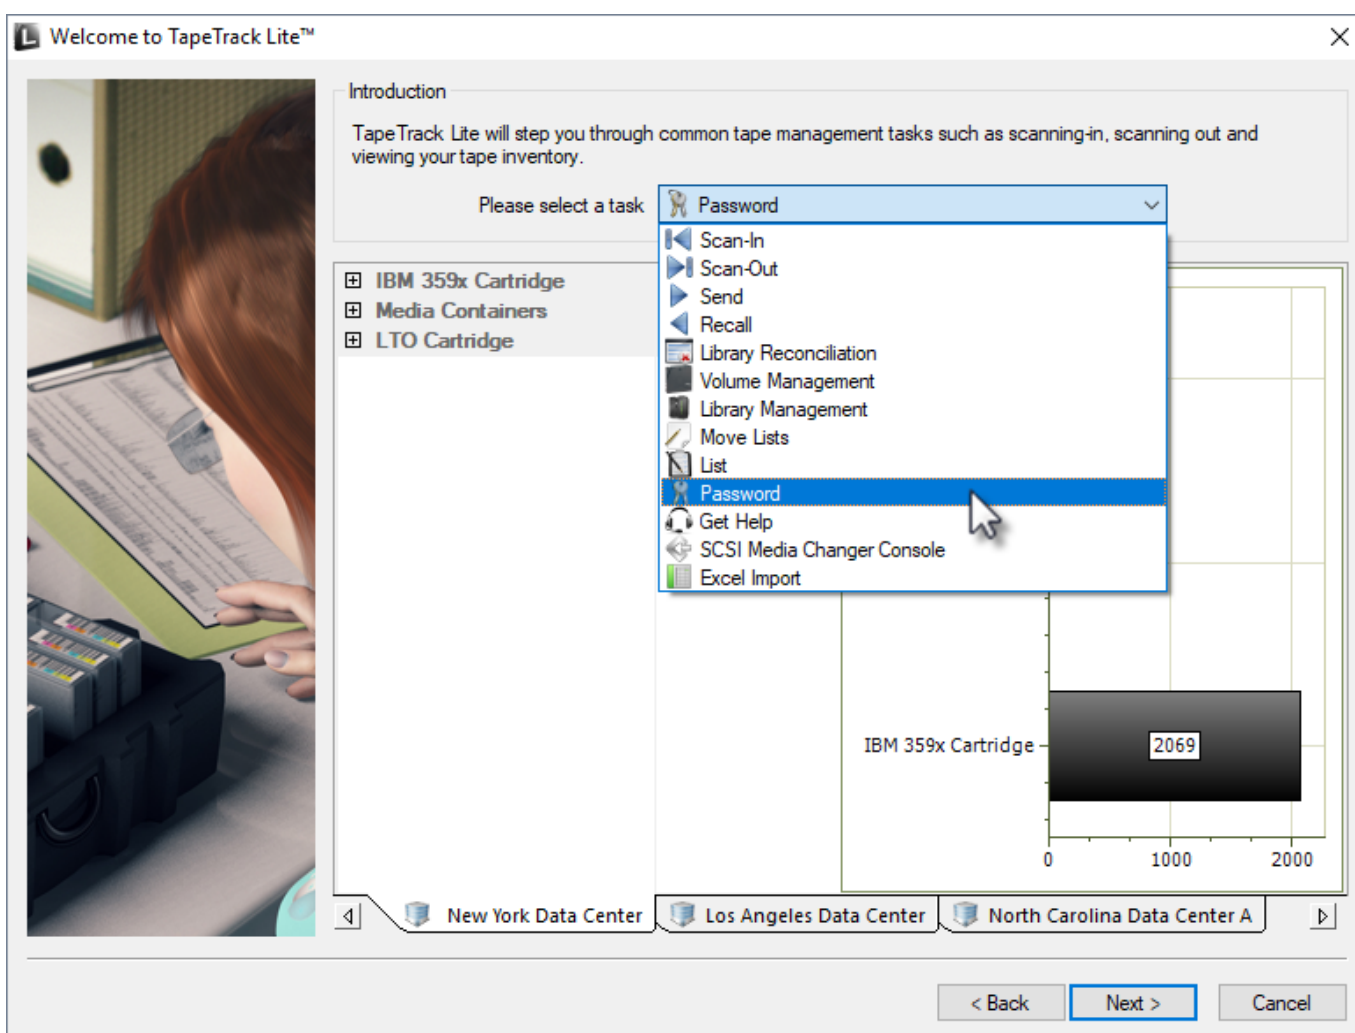 Welcome to TapeTrack Lite™
Introduction
TapeTrack Lite will step you through common tape management tasks such as scanning-in, scanning out and
viewing your tape inventory.
Please select a task
Password
Scan-In
Scan-Out
Send
Recall
Library Reconciliation
Volume Management
Library Management
Move Lists
List
Password
Get Help
SCSI Media Changer Console
Excel Import
IBM 359x Cartridge
Media Containers
LTO Cartridge
IBM 359x Cartridge
2069
0 1000 2000
New York Data Center
Los Angeles Data Center
North Carolina Data Center A
< Back
Next >
Cancel